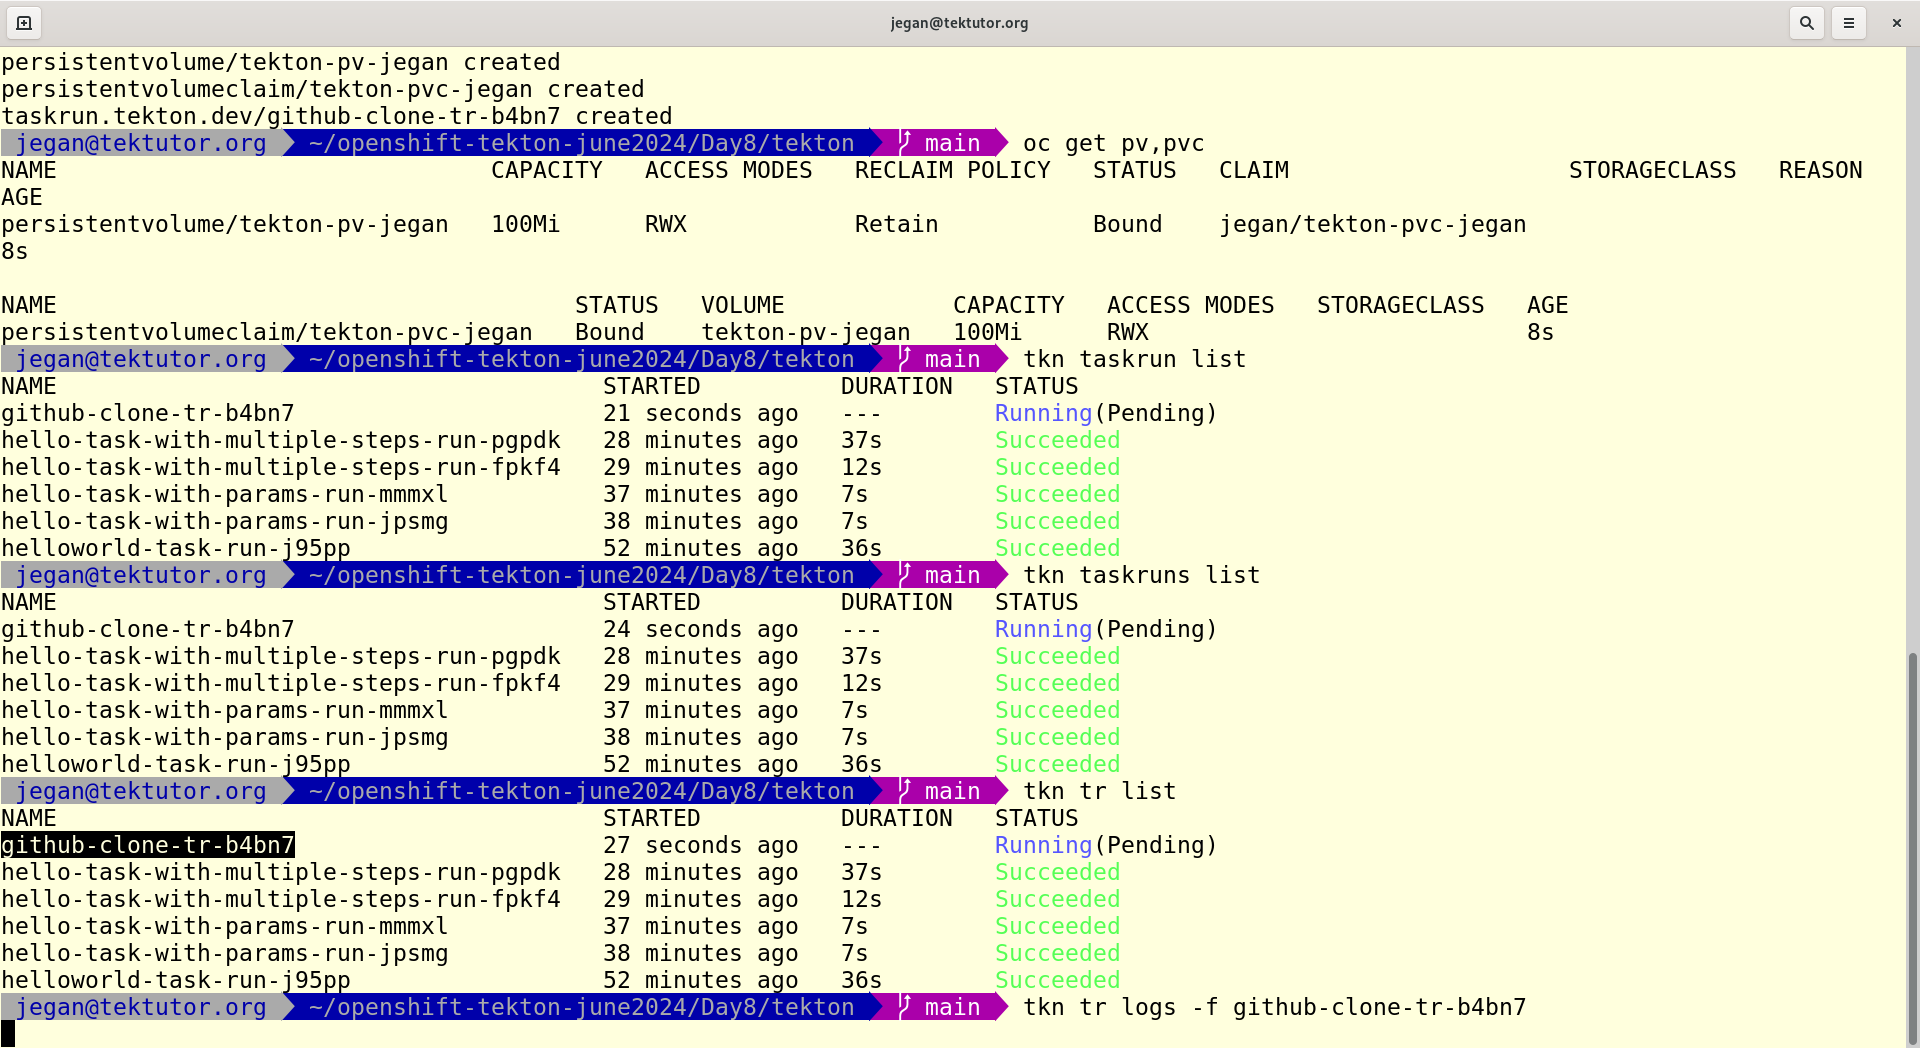 jegan@tektutor.org
persistentvolume/tekton-pv-jegan created
persistentvolumeclaim/tekton-pvc-jegan created
taskrun.tekton.dev/github-clone-tr-b4bn7 created
jegan@tektutor.org ~/openshift-tekton-june2024/Day8/tekton main oc get pv,pvc
NAME CAPACITY ACCESS MODES RECLAIM POLICY STATUS CLAIM STORAGECLASS REASON
AGE
persistentvolume/tekton-pv-jegan 100Mi RWX Retain Bound jegan/tekton-pvc-jegan
8s
NAME STATUS VOLUME CAPACITY ACCESS MODES STORAGECLASS AGE
persistentvolumeclaim/tekton-pvc-jegan Bound tekton-pv-jegan 100Mi RWX 8s
jegan@tektutor.org ~/openshift-tekton-june2024/Day8/tekton main tkn taskrun list
NAME STARTED DURATION STATUS
github-clone-tr-b4bn7 21 seconds ago --- Running(Pending)
hello-task-with-multiple-steps-run-pgpdk 28 minutes ago 37s Succeeded
hello-task-with-multiple-steps-run-fpkf4 29 minutes ago 12s Succeeded
hello-task-with-params-run-mmmxl 37 minutes ago 7s Succeeded
hello-task-with-params-run-jpsmg 38 minutes ago 7s Succeeded
helloworld-task-run-j95pp 52 minutes ago 36s Succeeded
jegan@tektutor.org ~/openshift-tekton-june2024/Day8/tekton main tkn taskruns list
NAME STARTED DURATION STATUS
github-clone-tr-b4bn7 24 seconds ago --- Running(Pending)
hello-task-with-multiple-steps-run-pgpdk 28 minutes ago 37s Succeeded
hello-task-with-multiple-steps-run-fpkf4 29 minutes ago 12s Succeeded
hello-task-with-params-run-mmmxl 37 minutes ago 7s Succeeded
hello-task-with-params-run-jpsmg 38 minutes ago 7s Succeeded
helloworld-task-run-j95pp 52 minutes ago 36s Succeeded
jegan@tektutor.org ~/openshift-tekton-june2024/Day8/tekton main tkn tr list
NAME STARTED DURATION STATUS
github-clone-tr-b4bn7 27 seconds ago --- Running(Pending)
hello-task-with-multiple-steps-run-pgpdk 28 minutes ago 37s Succeeded
hello-task-with-multiple-steps-run-fpkf4 29 minutes ago 12s Succeeded
hello-task-with-params-run-mmmxl 37 minutes ago 7s Succeeded
hello-task-with-params-run-jpsmg 38 minutes ago 7s Succeeded
helloworld-task-run-j95pp 52 minutes ago 36s Succeeded
jegan@tektutor.org ~/openshift-tekton-june2024/Day8/tekton main tkn tr logs -f github-clone-tr-b4bn7